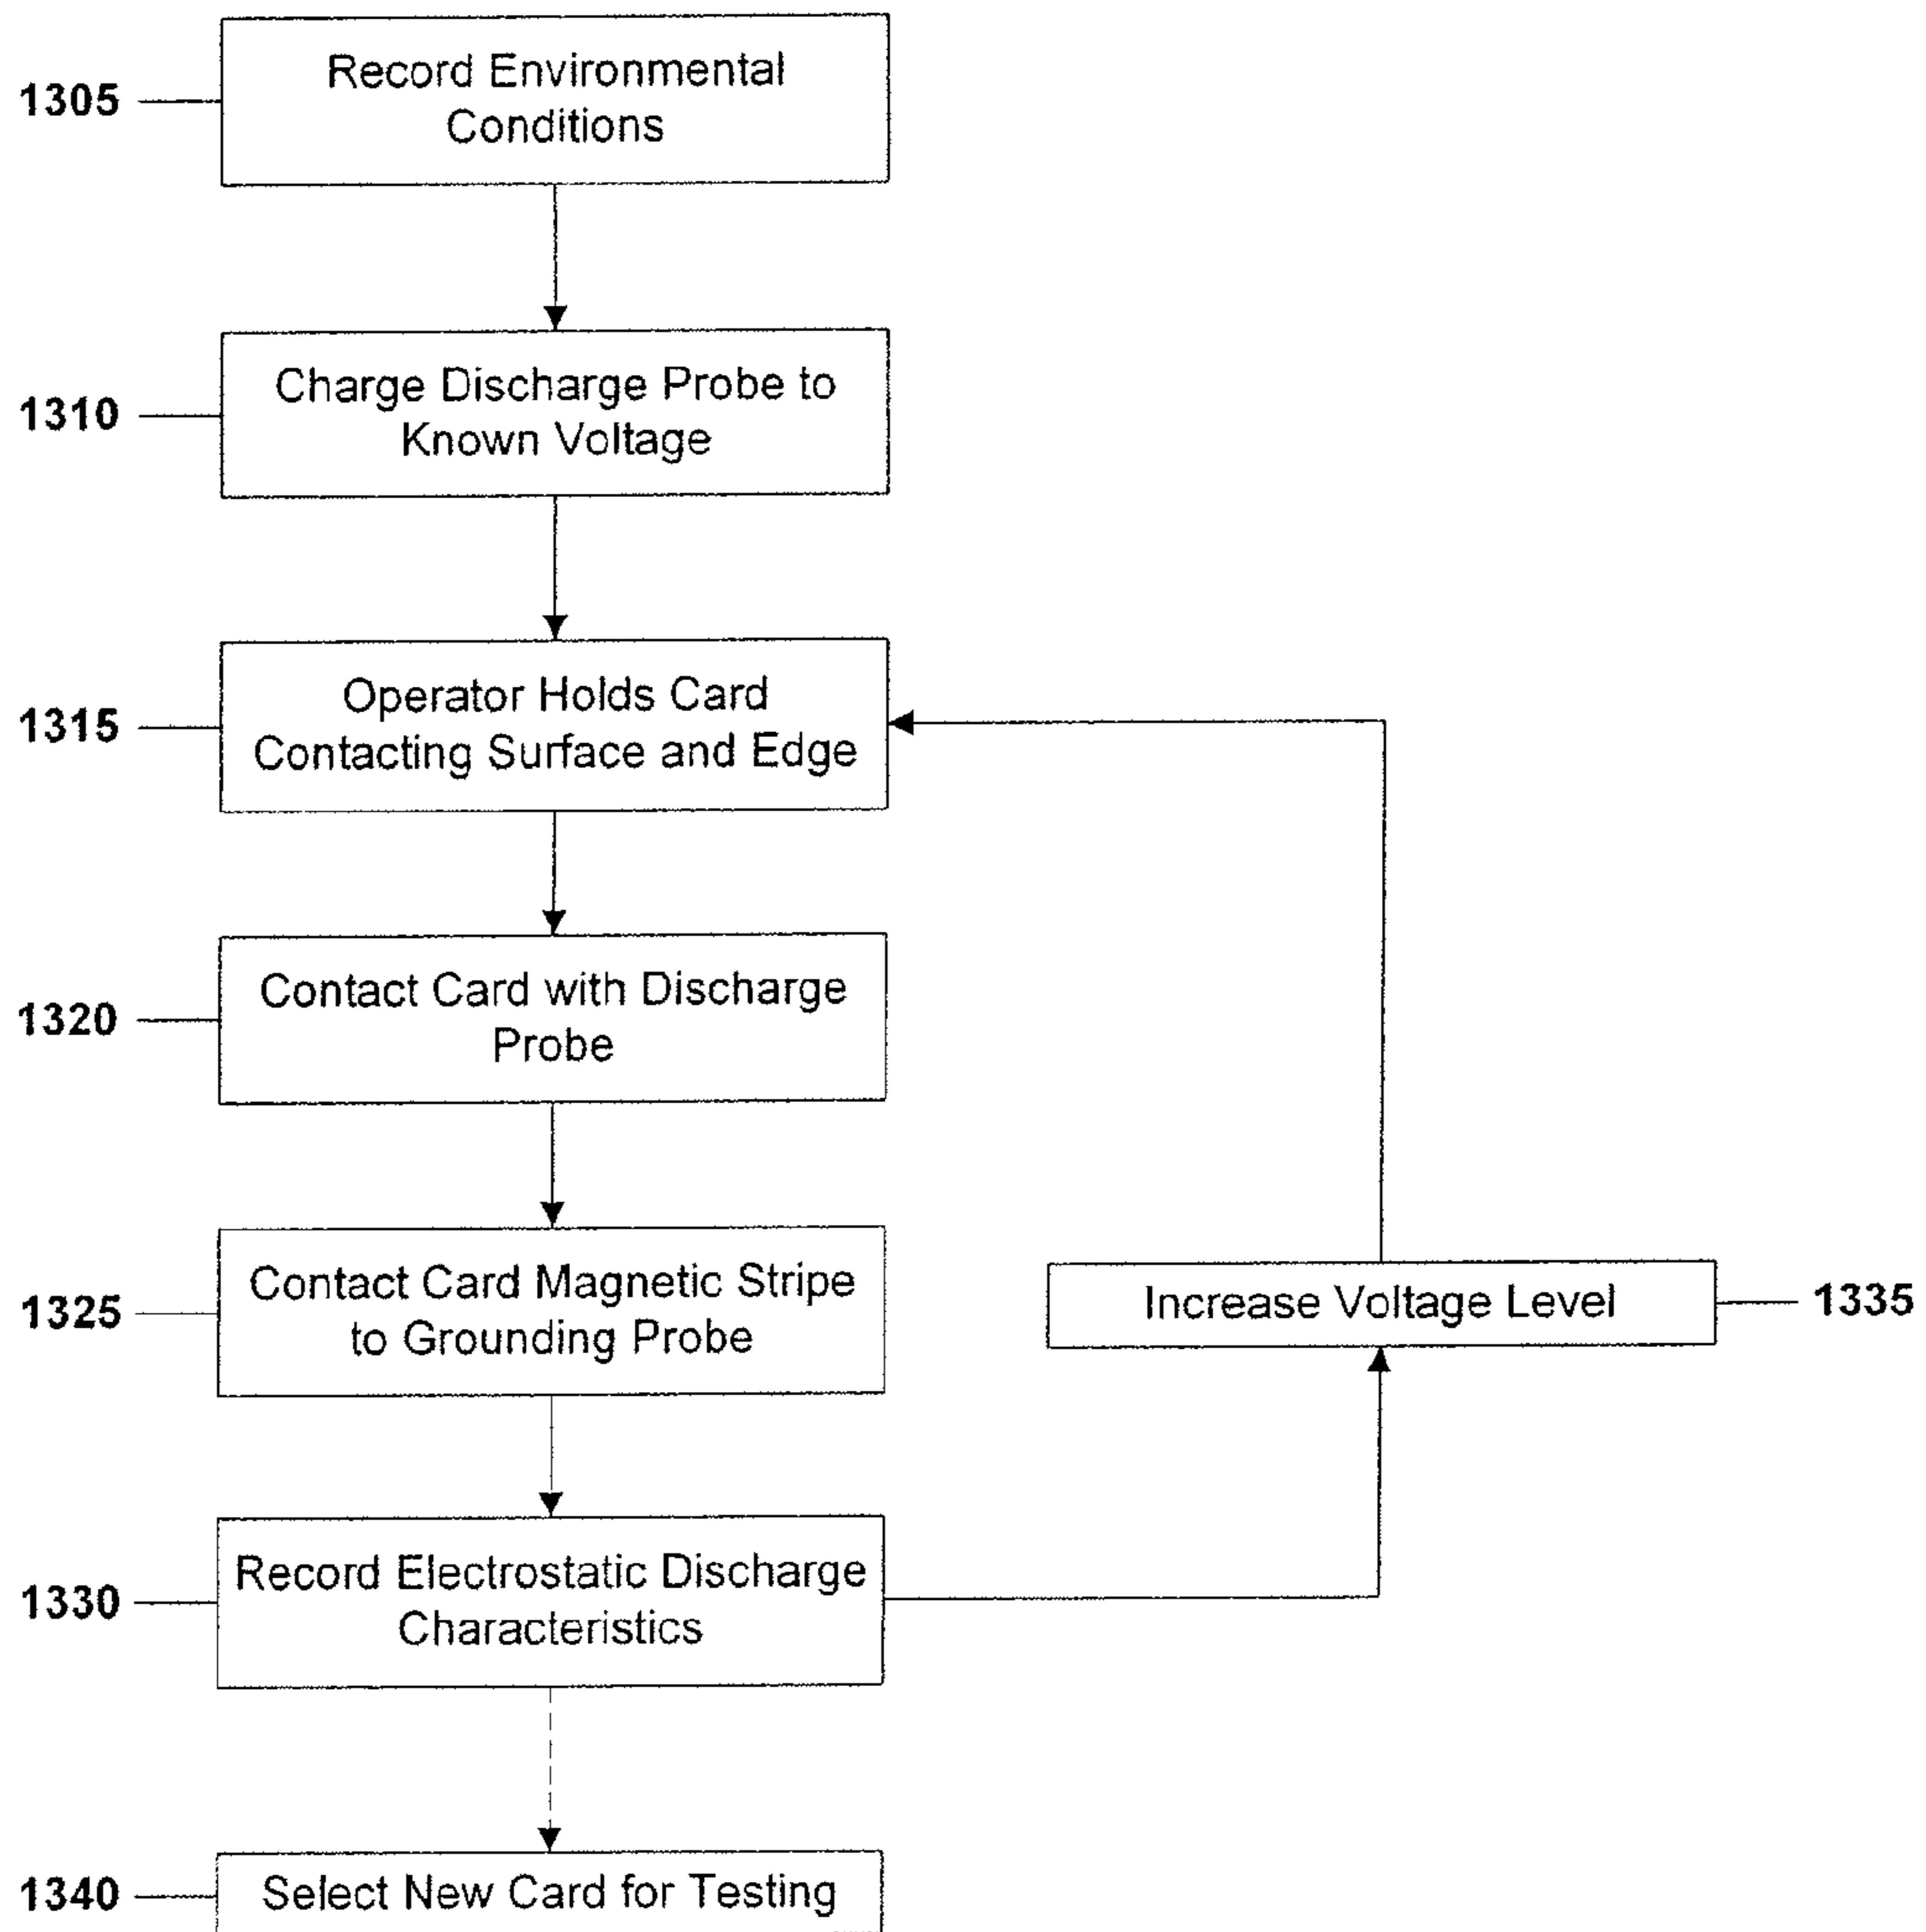 1305
Record Environmental
Conditions
1310
Charge Discharge Probe to
Known Voltage
1315
Operator Holds Card
Contacting Surface and Edge
1320
Contact Card with Discharge
Probe
1325
Contact Card Magnetic Stripe
to Grounding Probe
Increase Voltage Level
1335
1330
Record Electrostatic Discharge
Characteristics
1340
Select New Card for Testing